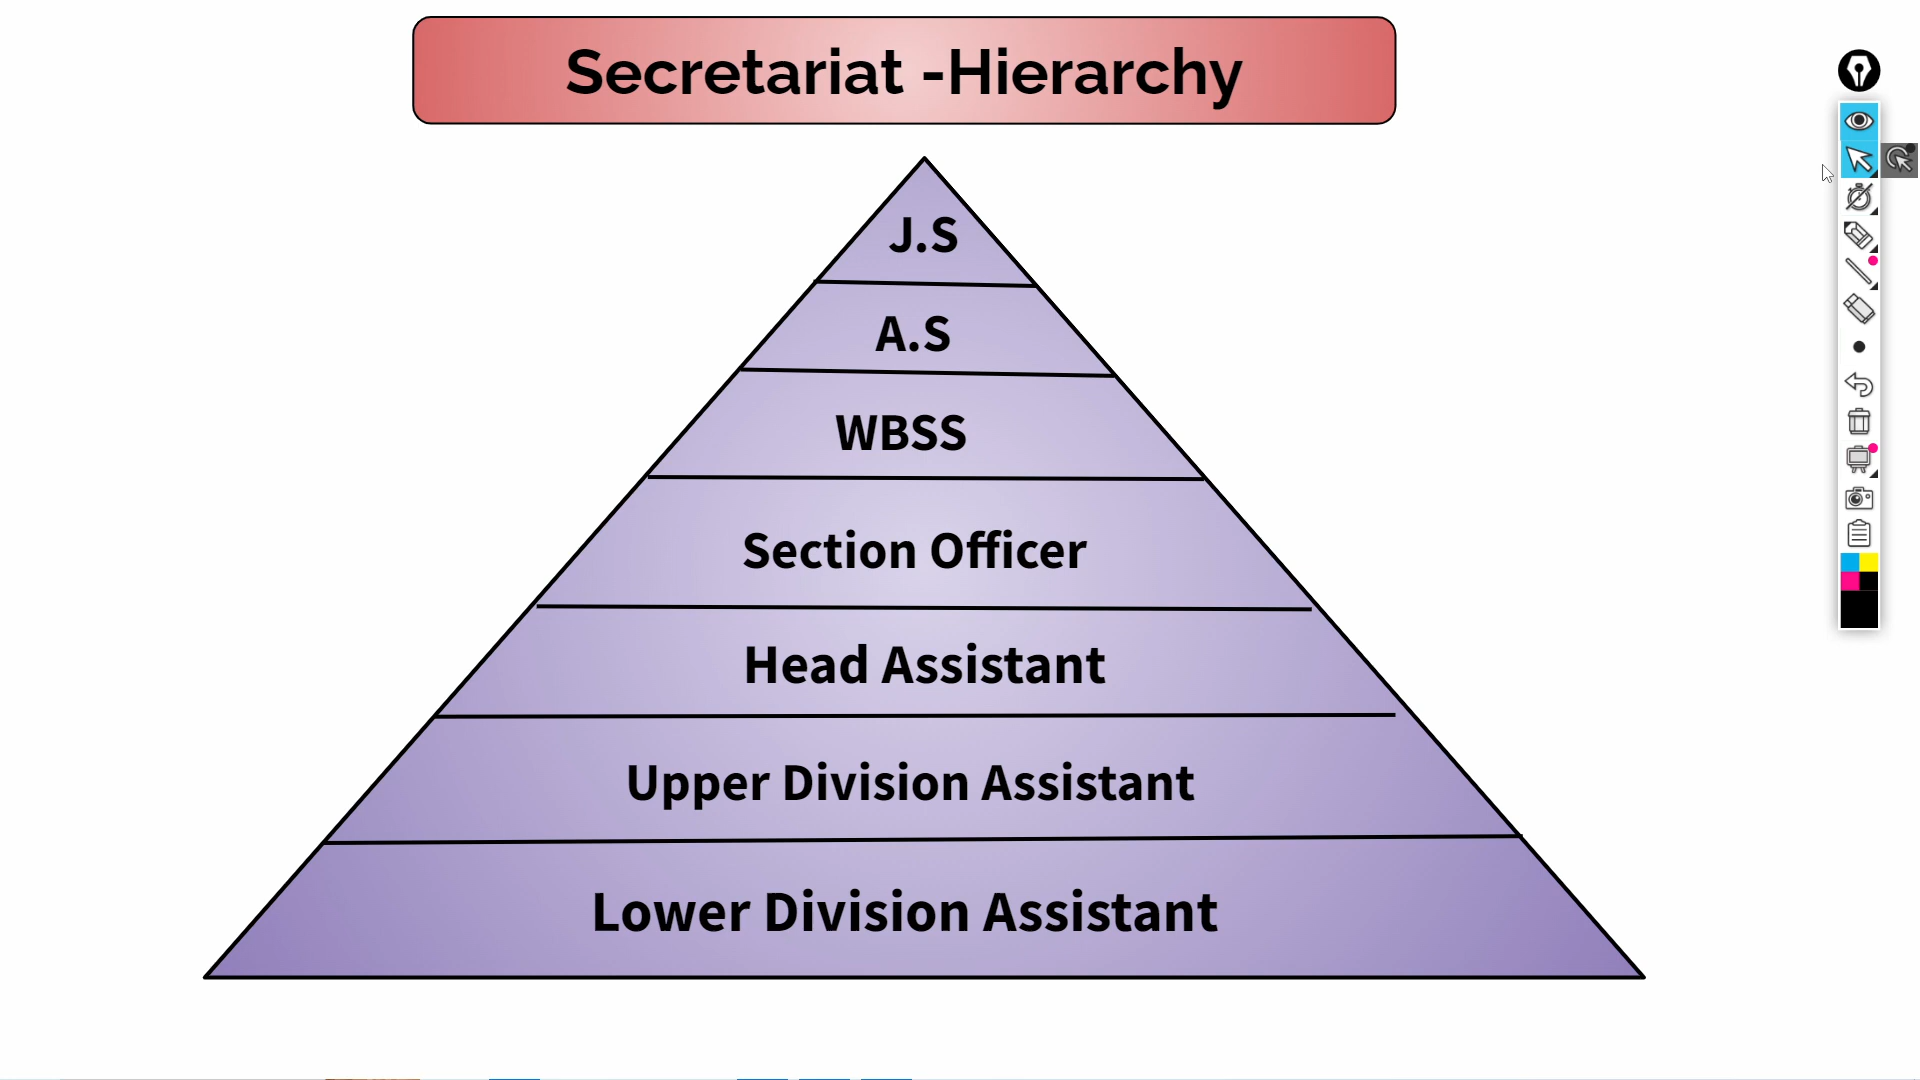 Secretariat -Hierarchy
J.S
A.S
WBSS
Section Officer
Head Assistant
Upper Division Assistant
Lower Division Assistant